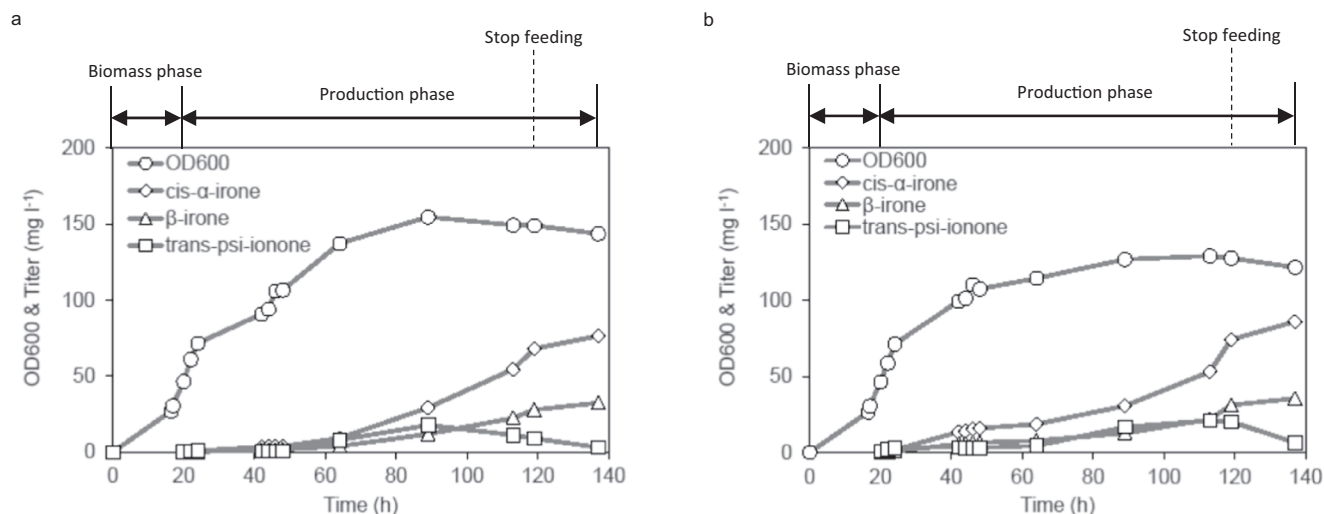 a
Stop feeding
Biomass phase
Production phase
200
150
100
50
0
OD600 & Titer (mg l-1)
OD600
cis-α-irone
β-irone
trans-psi-ionone
0 20 40 60 80 100 120 140
Time (h)
b
Stop feeding
Biomass phase
Production phase
200
150
100
50
0
OD600 & Titer (mg l-1)
OD600
cis-α-irone
β-irone
trans-psi-ionone
0 20 40 60 80 100 120 140
Time (h)